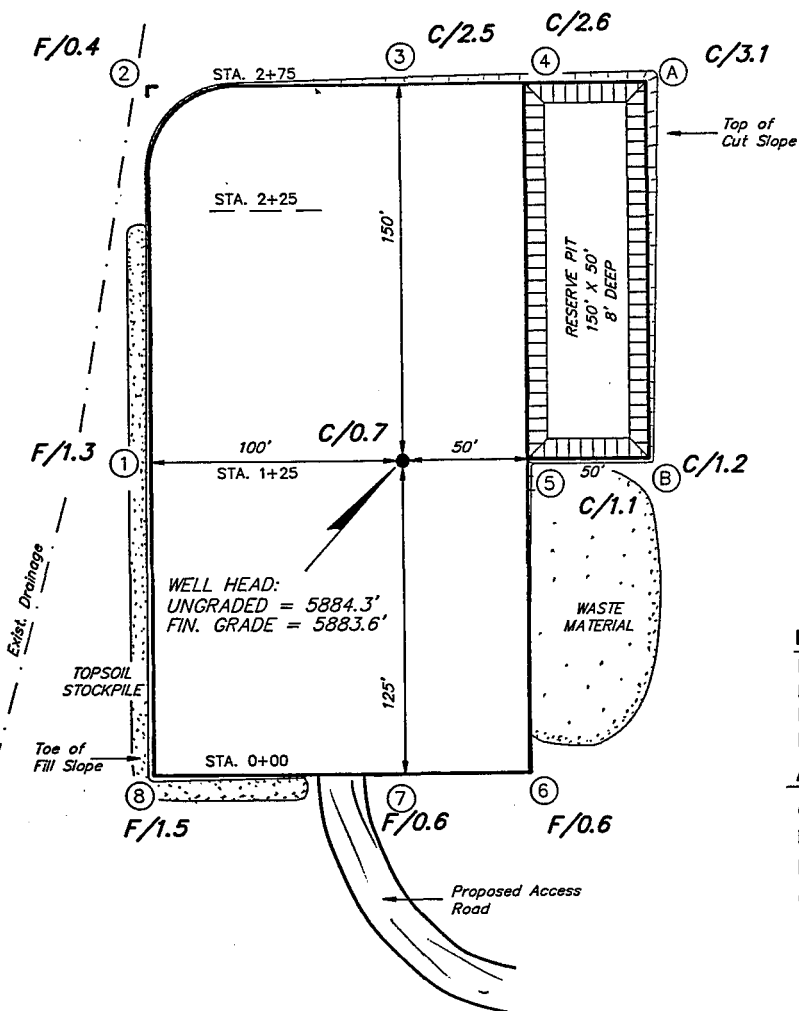 F/0.4
2
3
C/2.5
C/2.6
4
A
C/3.1
STA. 2+75
Top of
Cut Slope
STA. 2+25
150'
RESERVE PIT
150' X 50'
8' DEEP
F/1.3
1
100'
C/0.7
50'
STA. 1+25
5
50'
B
C/1.2
C/1.1
Exist. Drainage
WELL HEAD:
UNGRADED = 5884.3'
FIN. GRADE = 5883.6'
WASTE
MATERIAL
TOPSOIL
STOCKPILE
125'
Toe of
Fill Slope
STA. 0+00
8
F/1.5
7
F/0.6
6
F/0.6
Proposed Access
Road